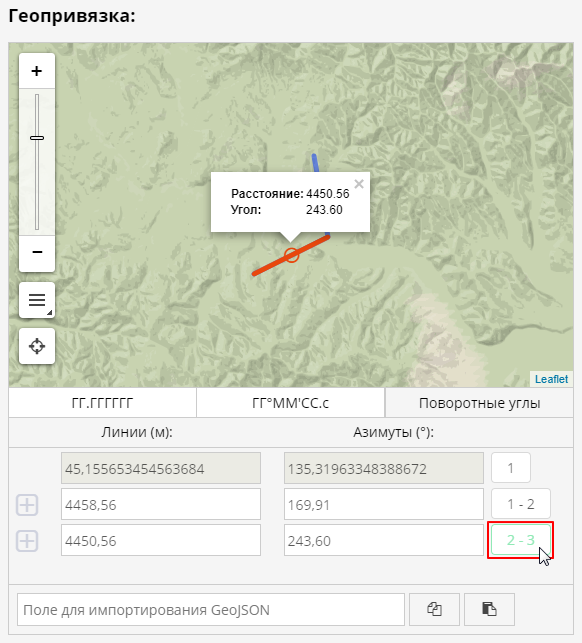 Геопривязка:
+
Расстояние: 4450.56
Угол: 243.60
×
−
Leaflet
ГГ.ГГГГГГ ГГ°ММ'СС.с Поворотные углы
Линии (м): Азимуты (°):
45,155653454563684 135,31963348388672 1
4458,56 169,91 1 - 2
4450,56 243,60 2 - 3
Поле для импортирования GeoJSON